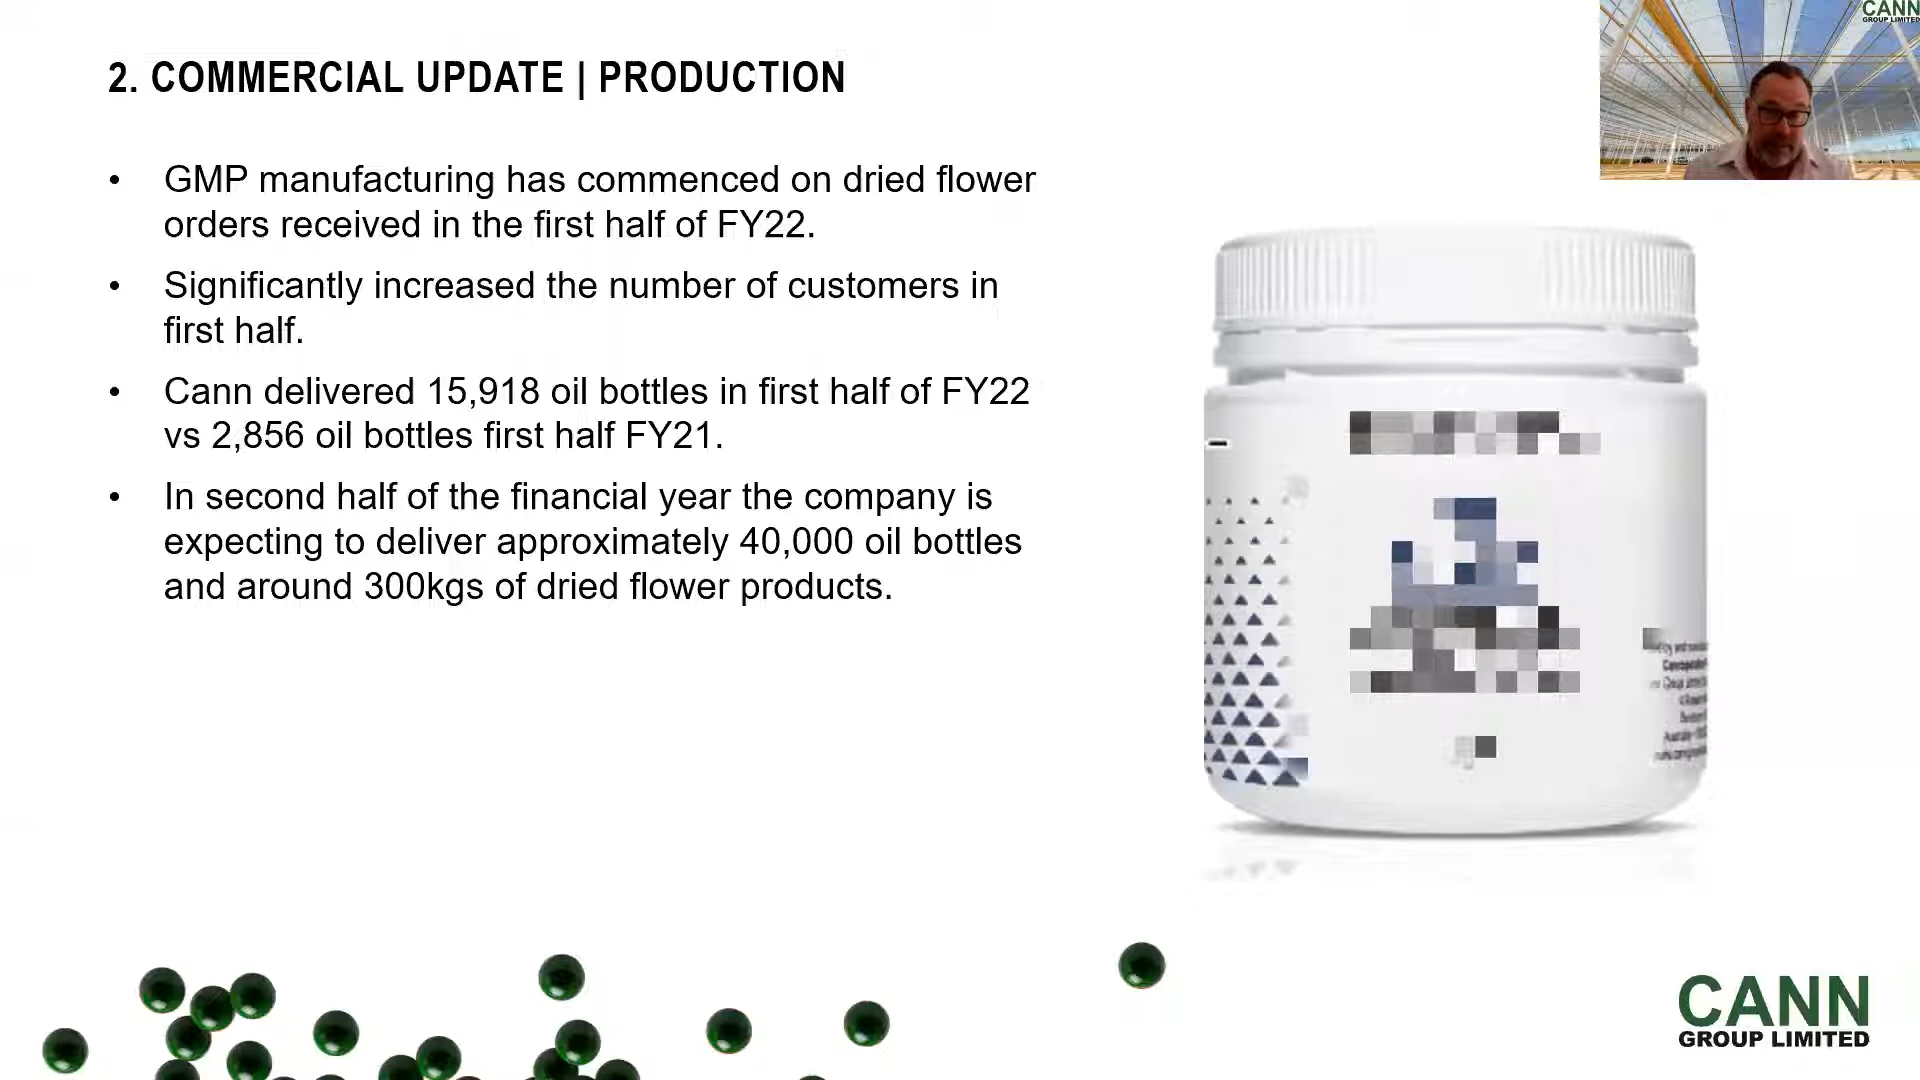 CANN
GROUP LIMITED
2. COMMERCIAL UPDATE | PRODUCTION
• GMP manufacturing has commenced on dried flower
orders received in the first half of FY22.
• Significantly increased the number of customers in
first half.
• Cann delivered 15,918 oil bottles in first half of FY22
vs 2,856 oil bottles first half FY21.
• In second half of the financial year the company is
expecting to deliver approximately 40,000 oil bottles
and around 300kgs of dried flower products.
CANN
GROUP LIMITED